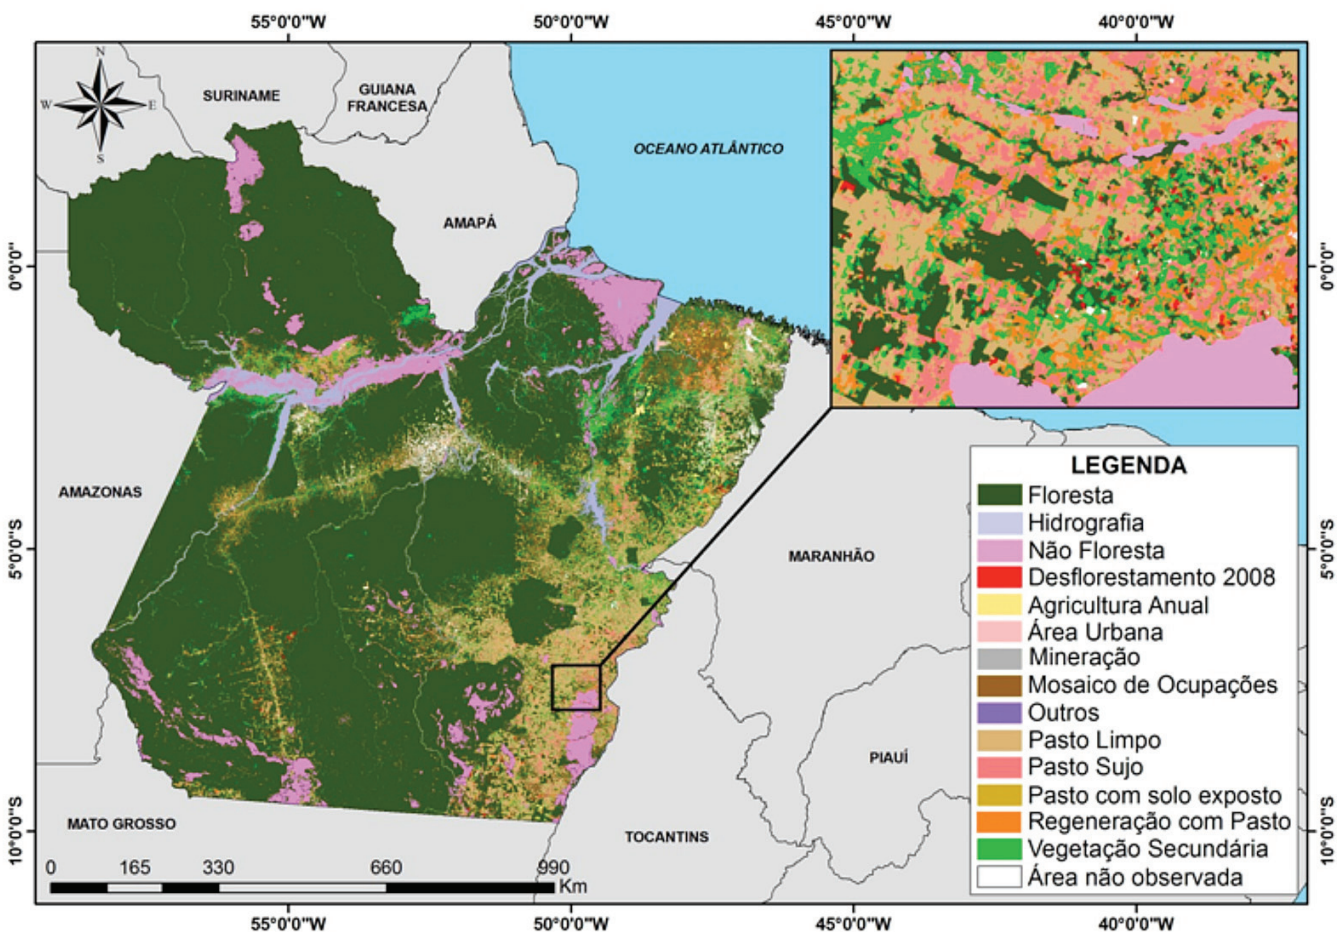 55°0'0"W 50°0'0"W 45°0'0"W 40°0'0"W
N
W E
S
SURINAME
GUIANA
FRANCESA
OCEANO ATLÂNTICO
AMAPÁ
0°0'0"
0°0'0"
AMAZONAS
MARANHÃO
5°0'0"S
5°0'0"S
PIAUÍ
MATO GROSSO
TOCANTINS
10°0'0"S
10°0'0"S
LEGENDA
Floresta
Hidrografia
Não Floresta
Desflorestamento 2008
Agricultura Anual
Área Urbana
Mineração
Mosaico de Ocupações
Outros
Pasto Limpo
Pasto Sujo
Pasto com solo exposto
Regeneração com Pasto
Vegetação Secundária
Área não observada
0 165 330 660 990
Km
55°0'0"W 50°0'0"W 45°0'0"W 40°0'0"W